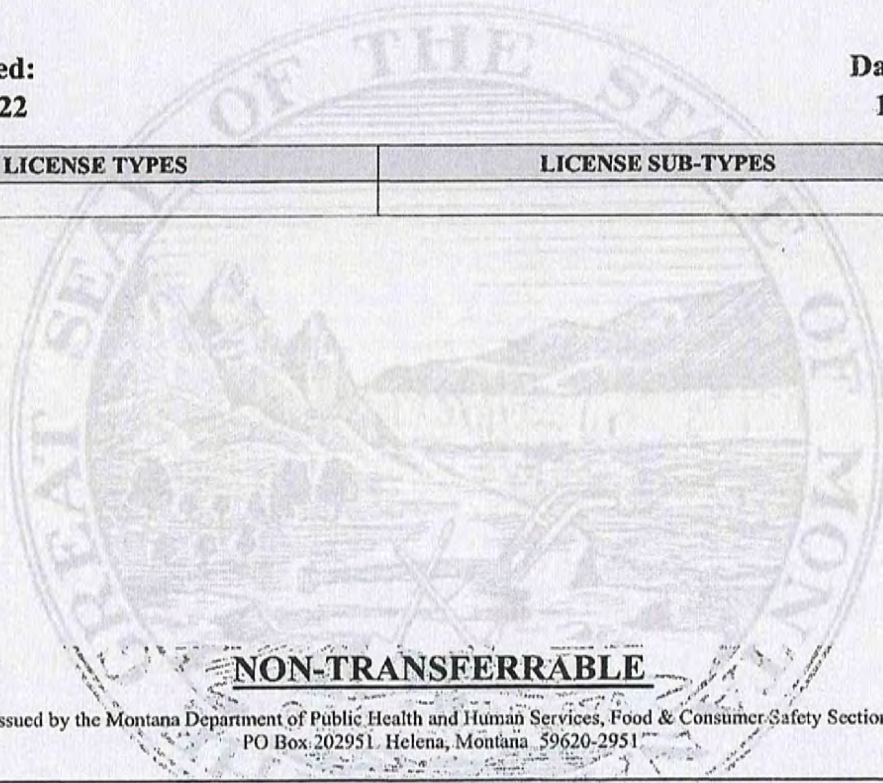 ed: Da
22 1
LICENSE TYPES LICENSE SUB-TYPES
GREAT SEAL OF THE STATE OF MONT
NON-TRANSFERRABLE
ssued by the Montana Department of Public Health and Human Services, Food & Consumer Safety Section
PO Box 202951 Helena, Montana 59620-2951